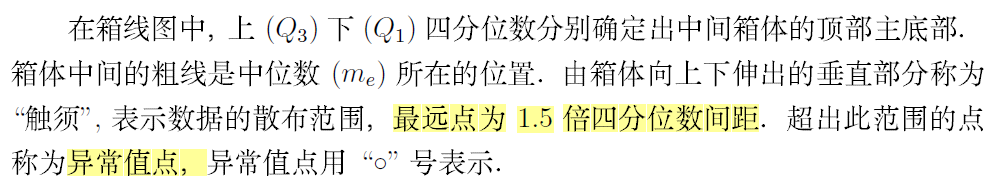 在箱线图中, 上 (Q₃) 下 (Q₁) 四分位数分别确定出中间箱体的顶部主底部.
箱体中间的粗线是中位数 (mₑ) 所在的位置. 由箱体向上下伸出的垂直部分称为
“触须”, 表示数据的散布范围, 最远点为 1.5 倍四分位数间距. 超出此范围的点
称为异常值点, 异常值点用 “○” 号表示.